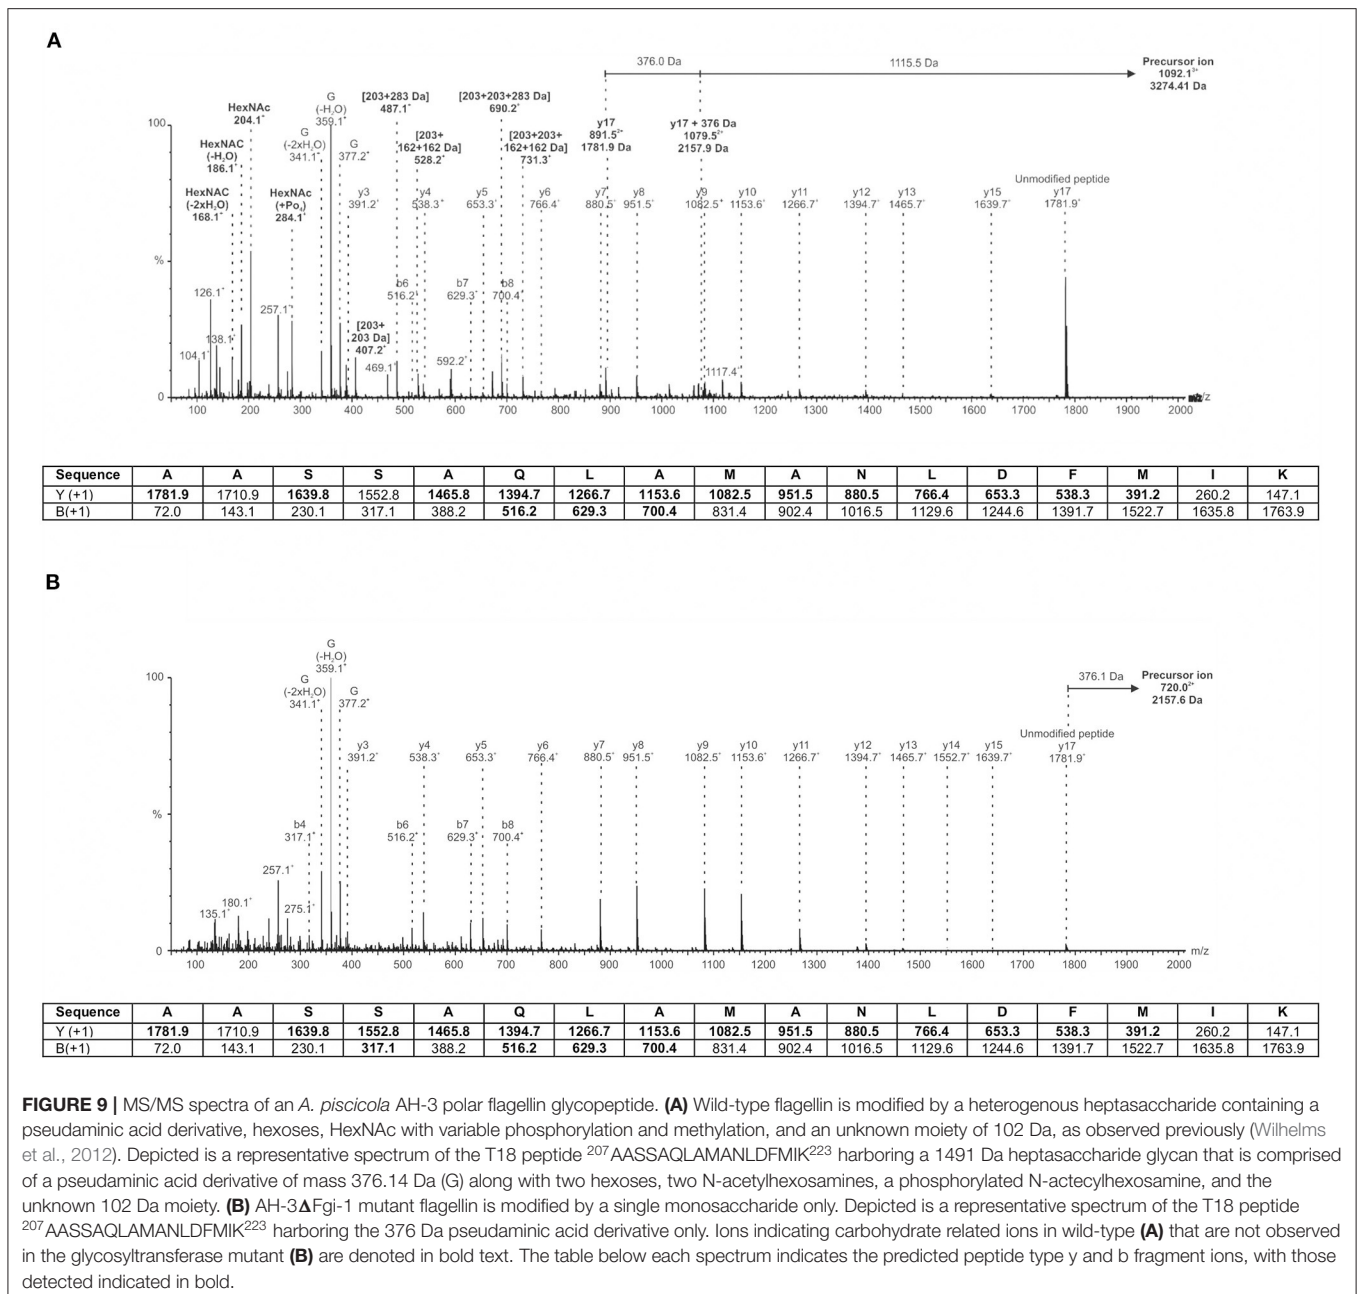 A
376.0 Da
1115.5 Da
Precursor ion
1092.1³⁺
3274.41 Da
HexNAc
204.1⁺
G
(-H₂O)
359.1⁺
[203+283 Da]
487.1⁺
[203+203+283 Da]
690.2⁺
HexNAC
(-H₂O)
186.1⁺
G
(-2xH₂O)
341.1⁺
G
377.2⁺
[203+
162+162 Da]
528.2⁺
[203+203+
162+162 Da]
731.3⁺
y17
891.5²⁺
1781.9 Da
y17 + 376 Da
1079.5²⁺
2157.9 Da
HexNAC
(-2xH₂O)
168.1⁺
HexNAc
(+Po₄)
284.1⁺
y3
391.2⁺
y4
538.3⁺
y5
653.3⁺
y6
766.4⁺
y7
880.5⁺
y8
951.5⁺
y9
1082.5⁺
y10
1153.6⁺
y11
1266.7⁺
y12
1394.7⁺
y13
1465.7⁺
y15
1639.7⁺
Unmodified peptide
y17
1781.9⁺
100
%
0
b6
516.2⁺
b7
629.3⁺
b8
700.4⁺
126.1⁺
138.1⁺
104.1⁺
257.1⁺
[203+
203 Da]
407.2⁺
469.1⁺
592.2⁺
1117.4⁺
100 200 300 400 500 600 700 800 900 1000 1100 1200 1300 1400 1500 1600 1700 1800 1900 2000
Sequence A A S S A Q L A M A N L D F M I K
Y (+1) 1781.9 1710.9 1639.8 1552.8 1465.8 1394.7 1266.7 1153.6 1082.5 951.5 880.5 766.4 653.3 538.3 391.2 260.2 147.1
B(+1) 72.0 143.1 230.1 317.1 388.2 516.2 629.3 700.4 831.4 902.4 1016.5 1129.6 1244.6 1391.7 1522.7 1635.8 1763.9
B
G
(-H₂O)
359.1⁺
G
(-2xH₂O)
341.1⁺
G
377.2⁺
376.1 Da
Precursor ion
720.0²⁺
2157.6 Da
y3
391.2⁺
y4
538.3⁺
y5
653.3⁺
y6
766.4⁺
y7
880.5⁺
y8
951.5⁺
y9
1082.5⁺
y10
1153.6⁺
y11
1266.7⁺
y12
1394.7⁺
y13
1465.7⁺
y14
1552.7⁺
y15
1639.7⁺
Unmodified peptide
y17
1781.9⁺
100
%
0
b4
317.1⁺
b6
516.2⁺
b7
629.3⁺
b8
700.4⁺
257.1⁺
180.1⁺
135.1⁺
275.1⁺
m/z
100 200 300 400 500 600 700 800 900 1000 1100 1200 1300 1400 1500 1600 1700 1800 1900 2000
Sequence A A S S A Q L A M A N L D F M I K
Y (+1) 1781.9 1710.9 1639.8 1552.8 1465.8 1394.7 1266.7 1153.6 1082.5 951.5 880.5 766.4 653.3 538.3 391.2 260.2 147.1
B(+1) 72.0 143.1 230.1 317.1 388.2 516.2 629.3 700.4 831.4 902.4 1016.5 1129.6 1244.6 1391.7 1522.7 1635.8 1763.9
FIGURE 9 | MS/MS spectra of an A. piscicola AH-3 polar flagellin glycopeptide. (A) Wild-type flagellin is modified by a heterogenous heptasaccharide containing a
pseudaminic acid derivative, hexoses, HexNAc with variable phosphorylation and methylation, and an unknown moiety of 102 Da, as observed previously (Wilhelms
et al., 2012). Depicted is a representative spectrum of the T18 peptide ²⁰⁷AASSAQLAMANLDFMIK²²³ harboring a 1491 Da heptasaccharide glycan that is comprised
of a pseudaminic acid derivative of mass 376.14 Da (G) along with two hexoses, two N-acetylhexosamines, a phosphorylated N-actecylhexosamine, and the
unknown 102 Da moiety. (B) AH-3ΔFgi-1 mutant flagellin is modified by a single monosaccharide only. Depicted is a representative spectrum of the T18 peptide
²⁰⁷AASSAQLAMANLDFMIK²²³ harboring the 376 Da pseudaminic acid derivative only. Ions indicating carbohydrate related ions in wild-type (A) that are not observed
in the glycosyltransferase mutant (B) are denoted in bold text. The table below each spectrum indicates the predicted peptide type y and b fragment ions, with those
detected indicated in bold.